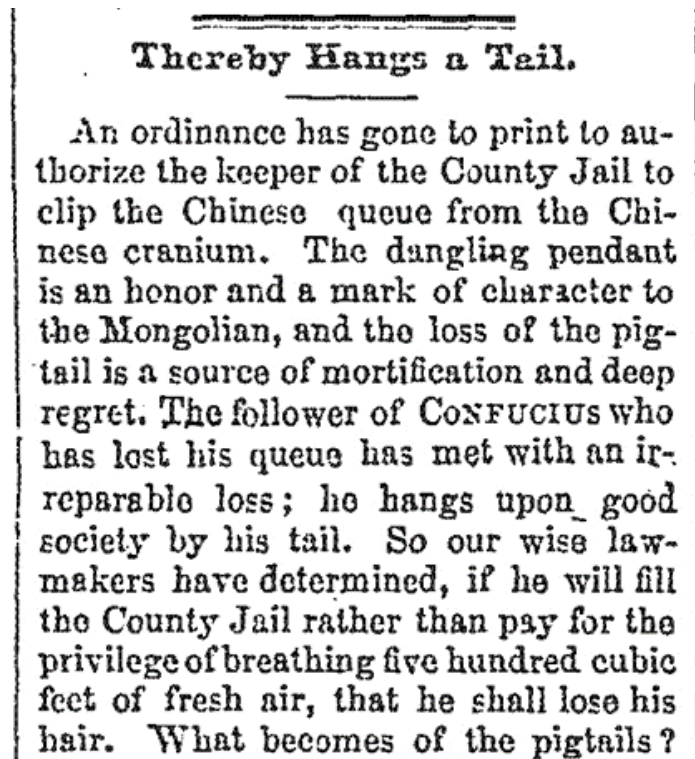 Thereby Hangs a Tail.
An ordinance has gone to print to au-
thorize the keeper of the County Jail to
clip the Chinese queue from the Chi-
nese cranium. The dangling pendant
is an honor and a mark of character to
the Mongolian, and the loss of the pig-
tail is a source of mortification and deep
regret. The follower of CONFUCIUS who
has lost his queue has met with an ir-
reparable loss; he hangs upon good
society by his tail. So our wise law-
makers have determined, if he will fill
the County Jail rather than pay for the
privilege of breathing five hundred cubic
feet of fresh air, that he shall lose his
hair. What becomes of the pigtails?